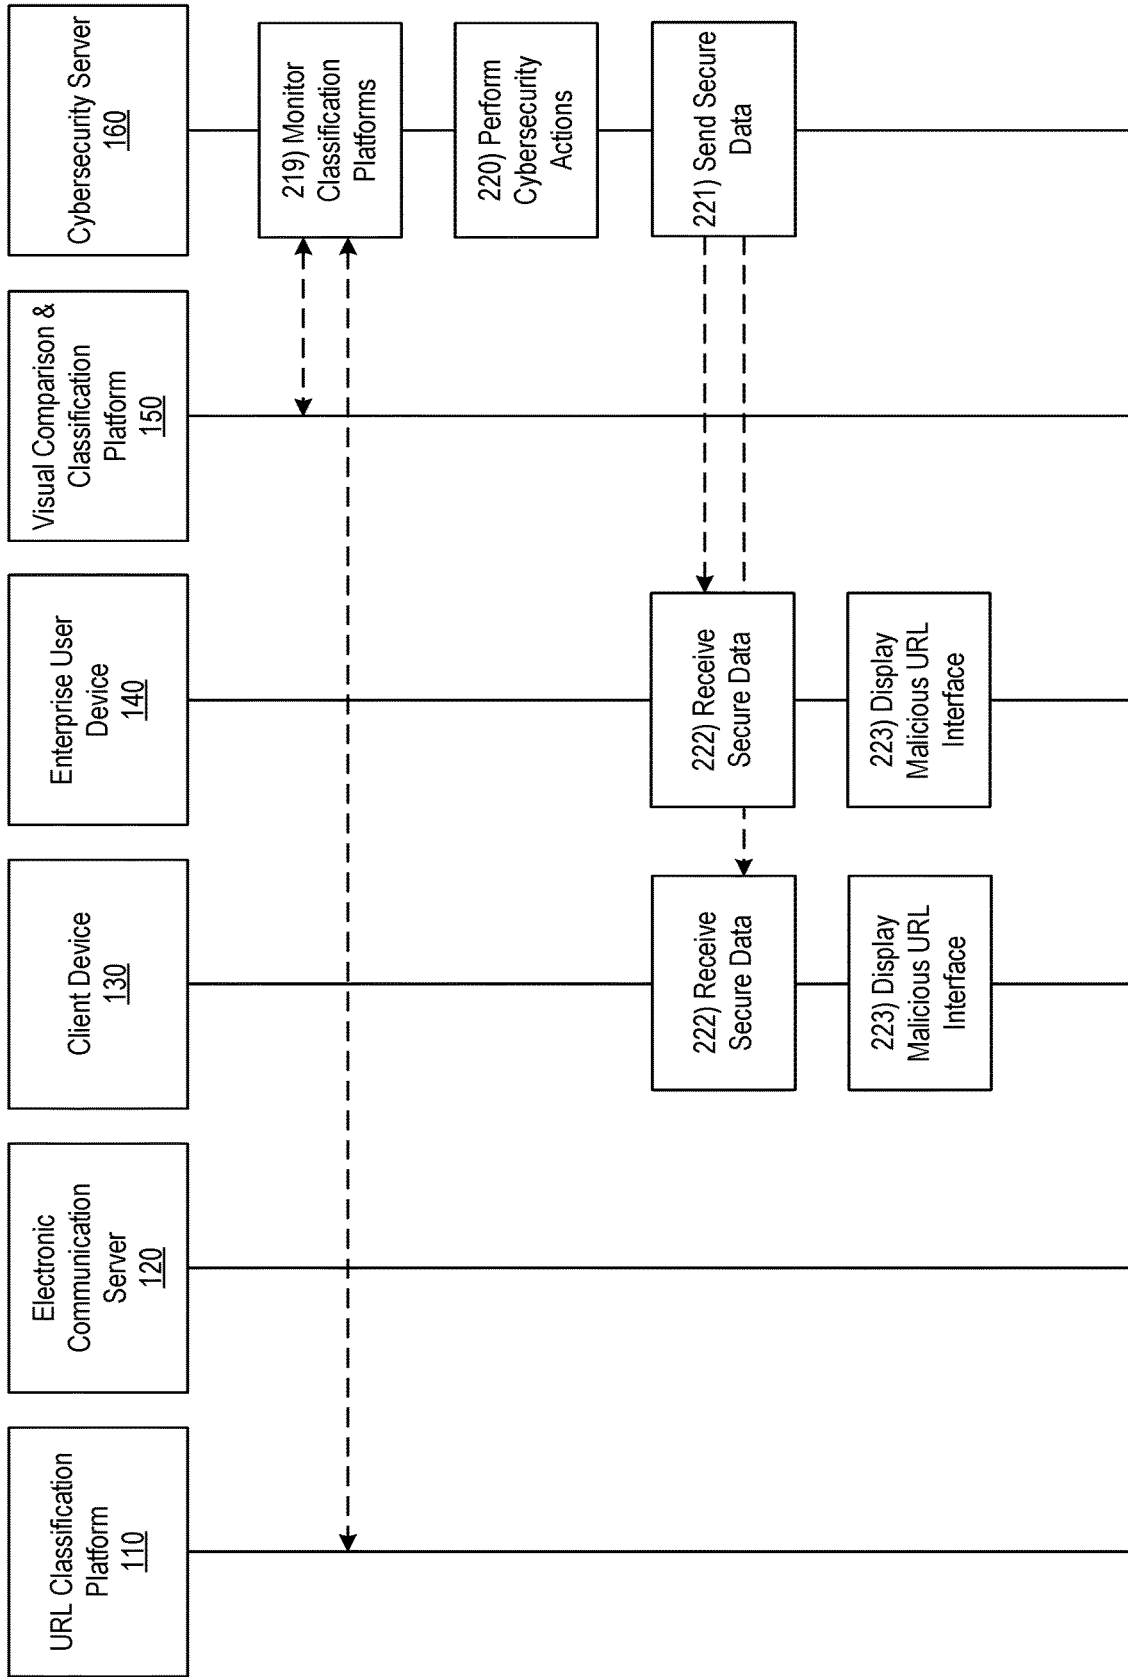 URL Classification
Platform
110
Electronic
Communication
Server
120
Client Device
130
Enterprise User
Device
140
Visual Comparison &
Classification
Platform
150
Cybersecurity Server
160
219) Monitor
Classification
Platforms
220) Perform
Cybersecurity
Actions
221) Send Secure
Data
222) Receive
Secure Data
222) Receive
Secure Data
223) Display
Malicious URL
Interface
223) Display
Malicious URL
Interface